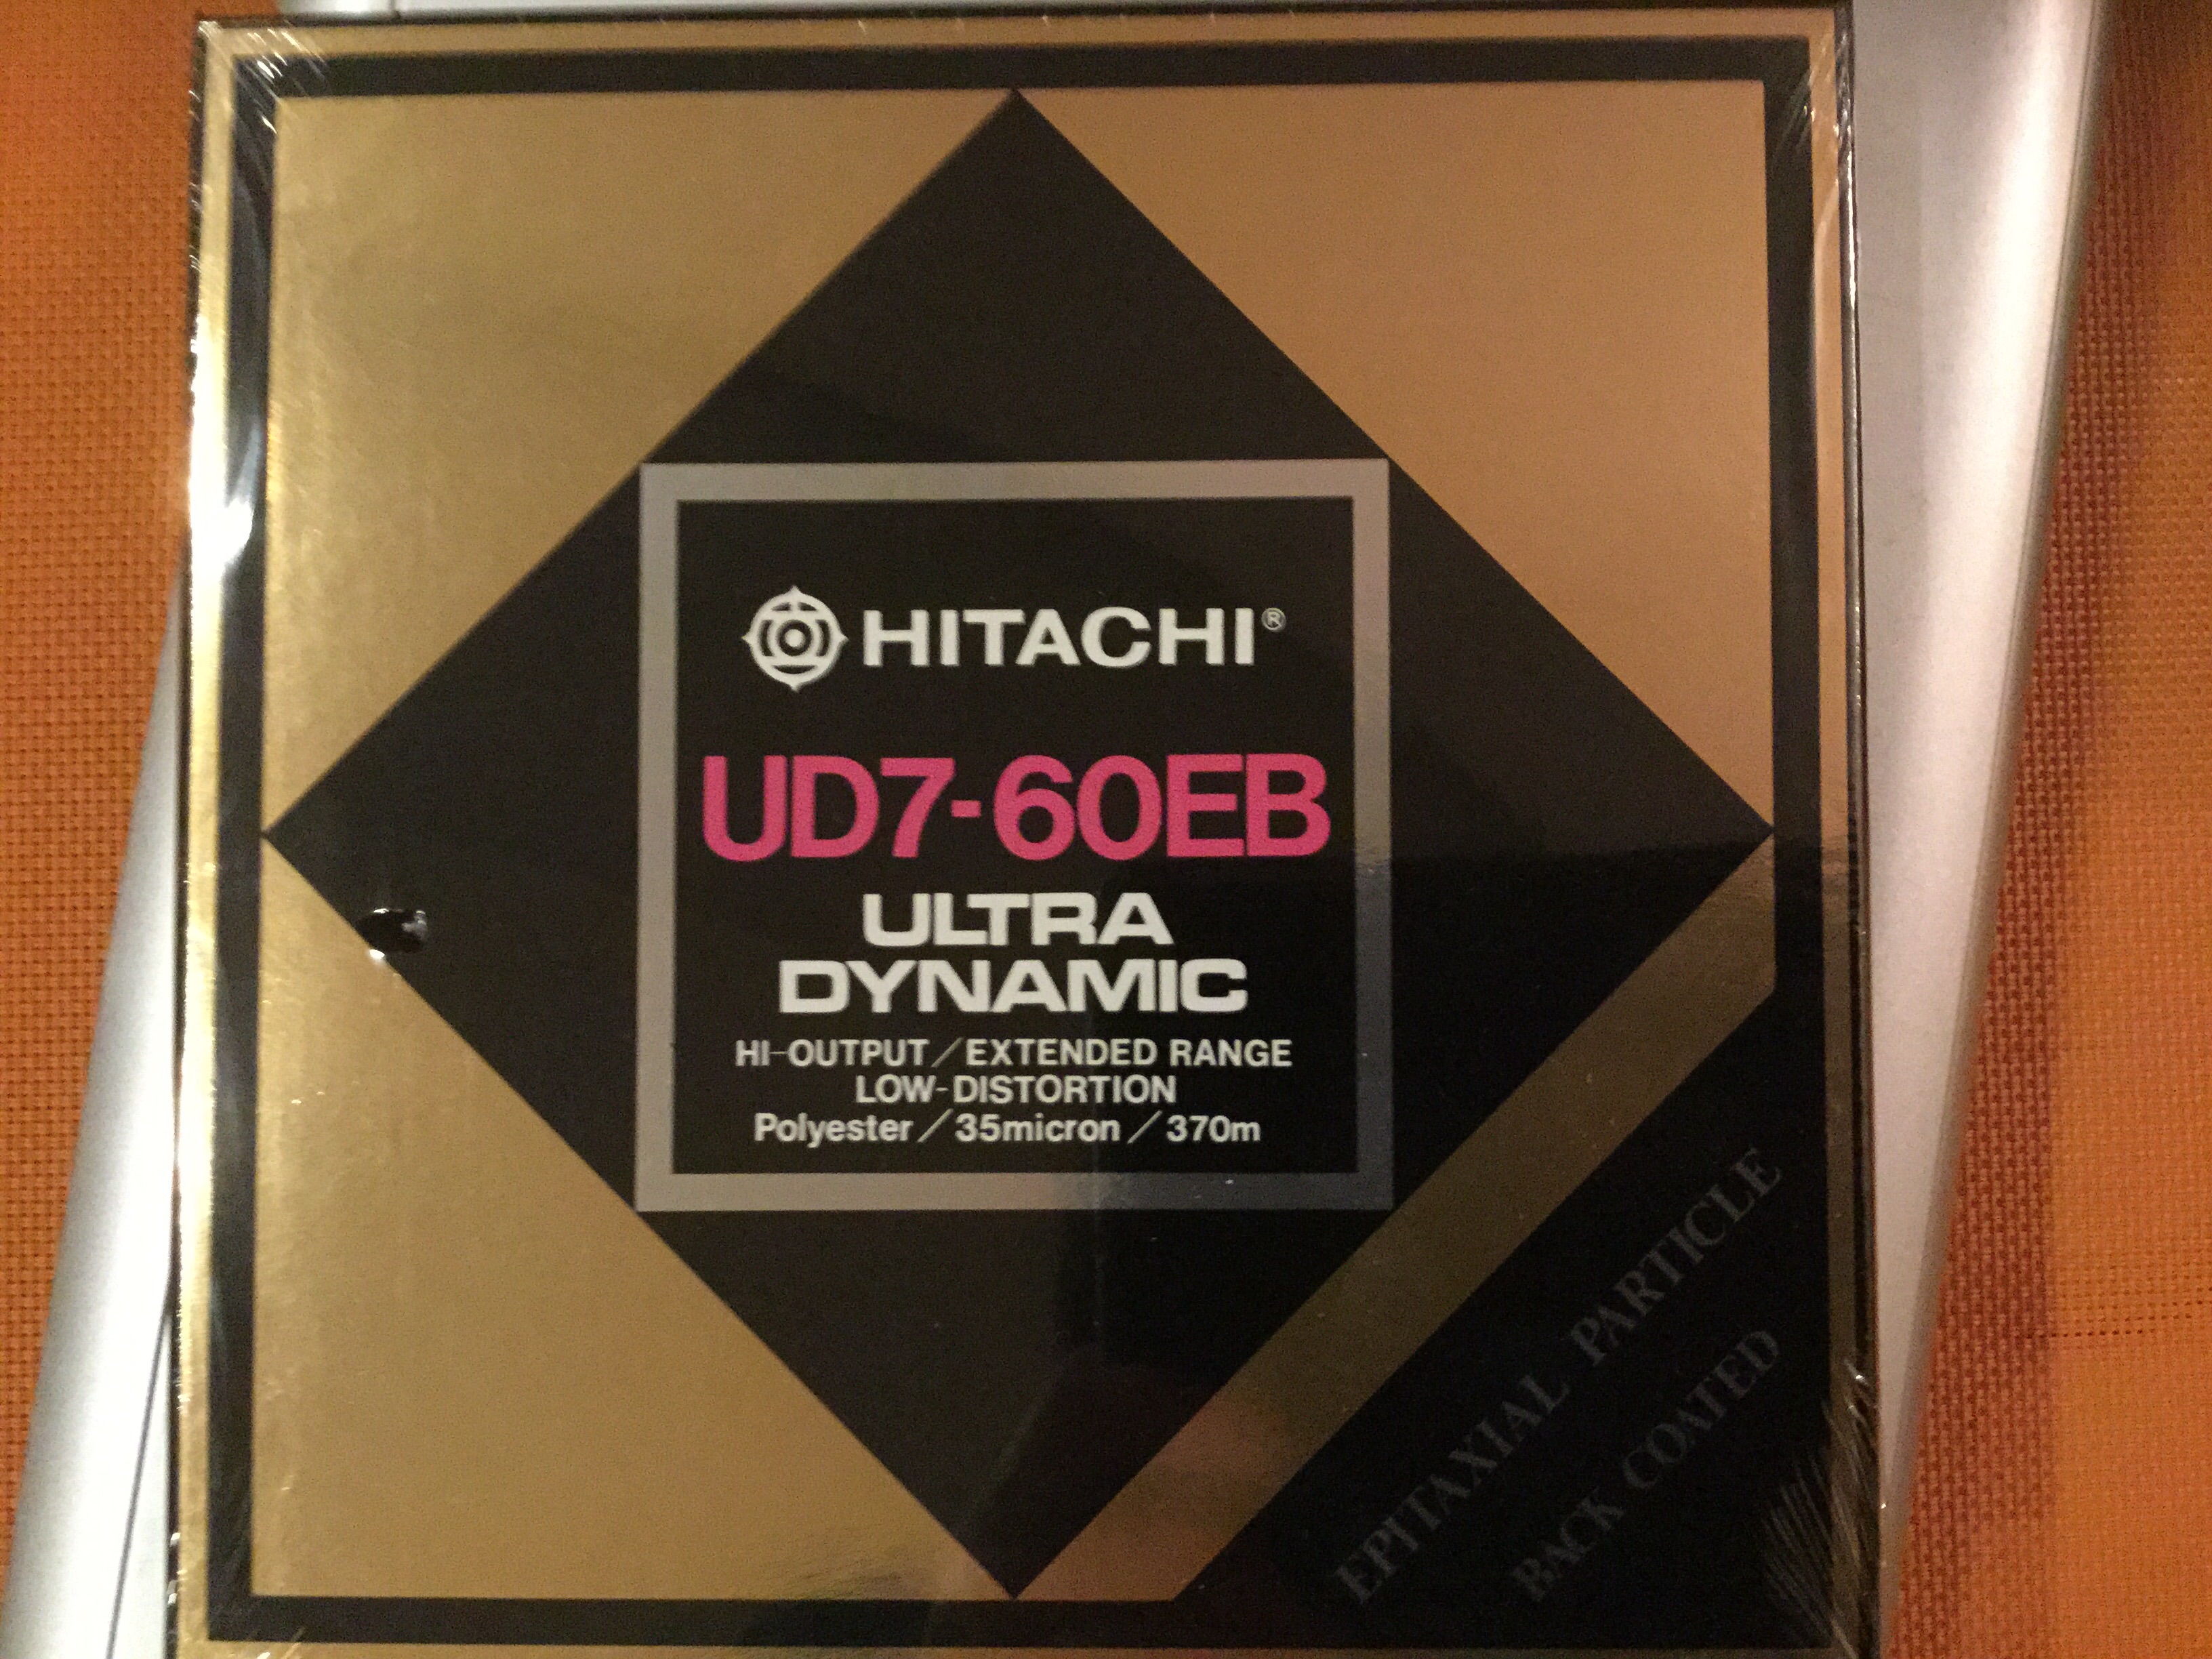 HITACHI®
UD7-60EB
ULTRA
DYNAMIC
HI-OUTPUT/EXTENDED RANGE
LOW-DISTORTION
Polyester/35micron/370m
EPITAXIAL PARTICLE
BACK COATED